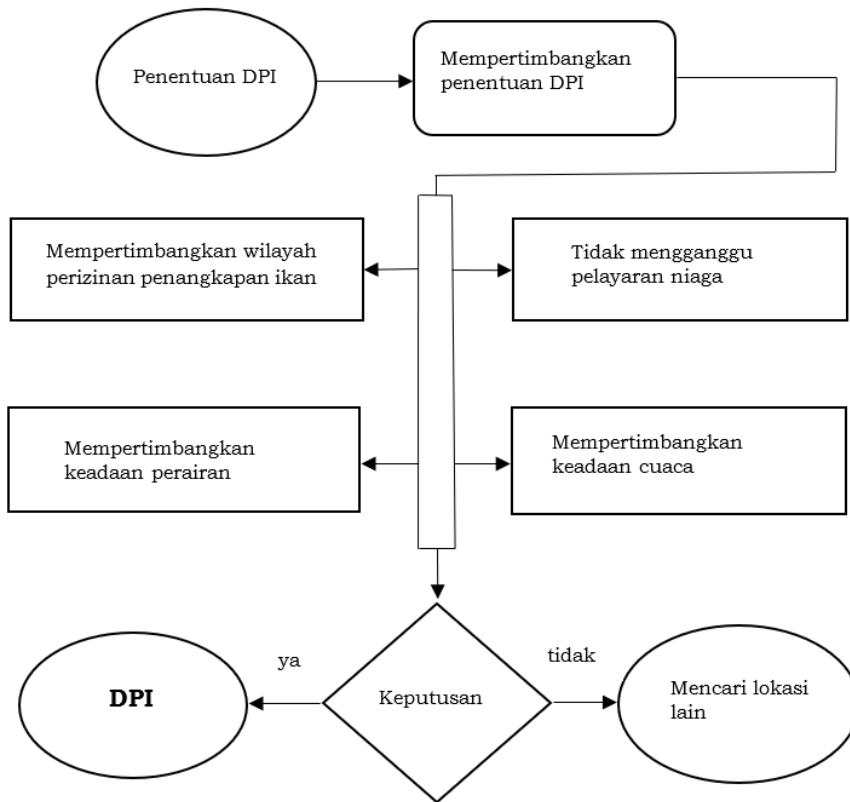 Penentuan DPI
Mempertimbangkan
penentuan DPI
Mempertimbangkan wilayah
perizinan penangkapan ikan
Tidak mengganggu
pelayaran niaga
Mempertimbangkan
keadaan perairan
Mempertimbangkan
keadaan cuaca
ya
tidak
DPI
Keputusan
Mencari lokasi
lain